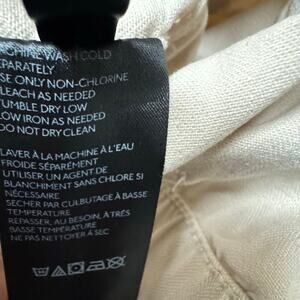 MACHINE WASH COLD
SEPARATELY
USE ONLY NON-CHLORINE
BLEACH AS NEEDED
TUMBLE DRY LOW
LOW IRON AS NEEDED
DO NOT DRY CLEAN
LAVER À LA MACHINE À L'EAU
FROIDE SÉPARÉMENT
UTILISER UN AGENT DE
BLANCHIMENT SANS CHLORE SI
NÉCESSAIRE
SECHER PAR CULBUTAGE À BASSE
TEMPERATURE
REPASSER, AU BESOIN, À TRÈS
BASSE TEMPÉRATURE
NE PAS NETTOYER À SEC